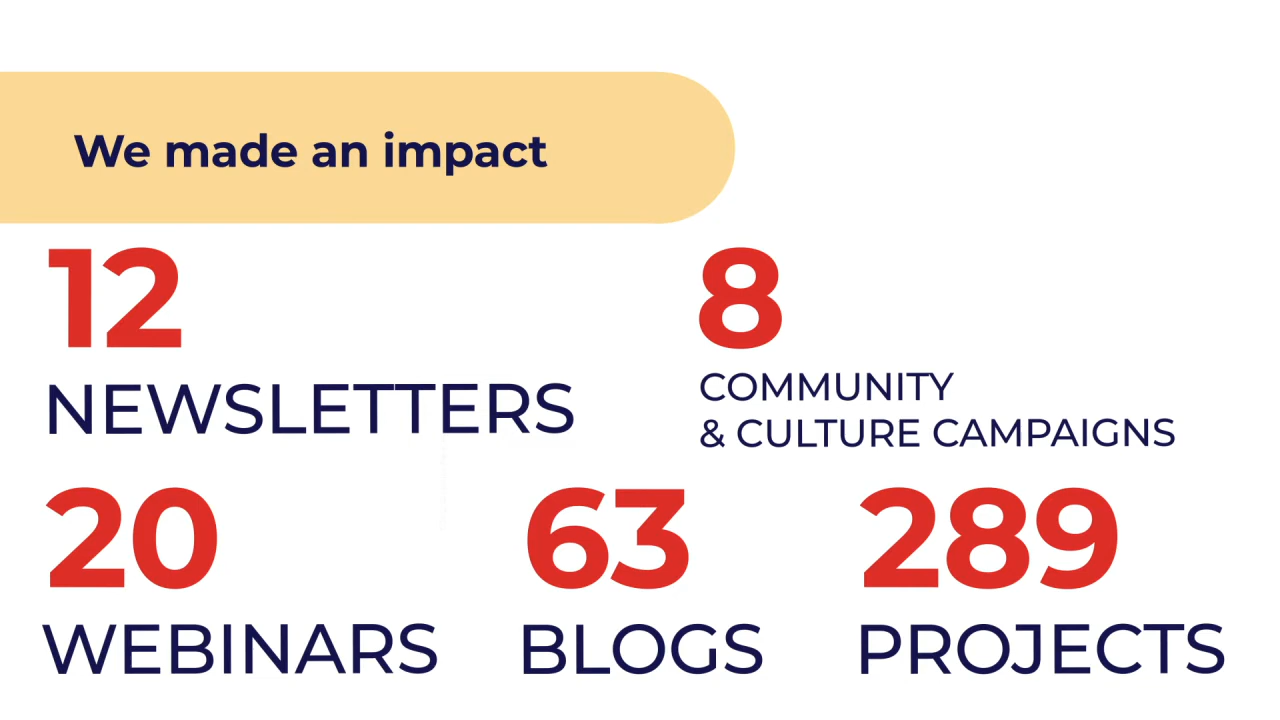 We made an impact
12
NEWSLETTERS
8
COMMUNITY
& CULTURE CAMPAIGNS
20
WEBINARS
63
BLOGS
289
PROJECTS